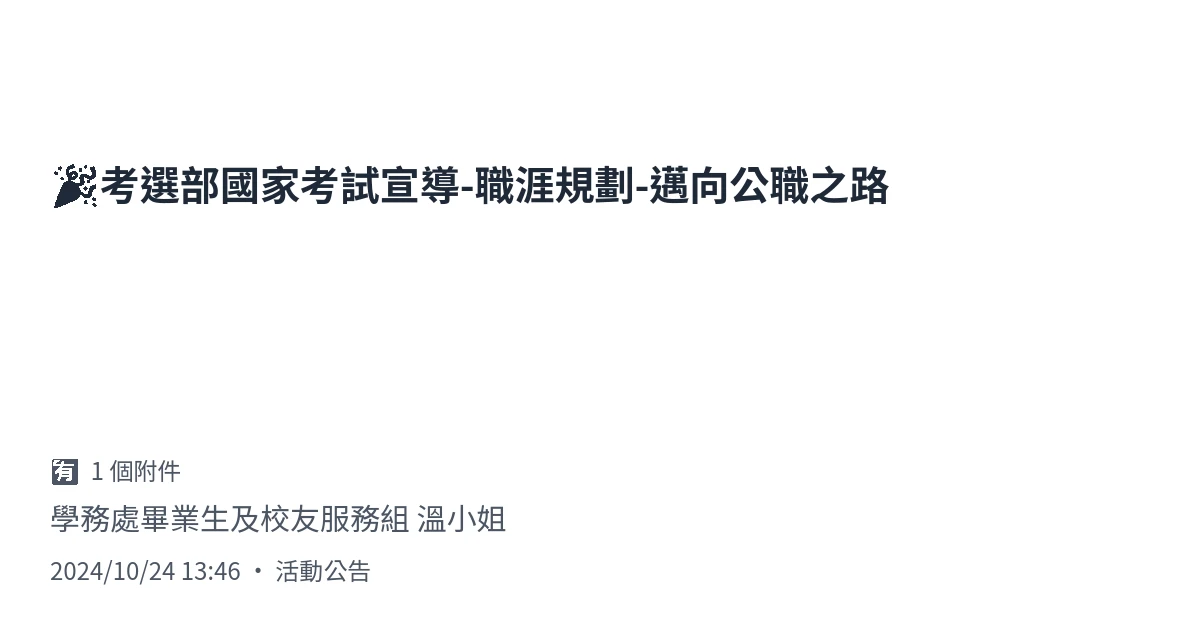 🎉考選部國家考試宣導-職涯規劃-邁向公職之路
🈶 1 個附件
學務處畢業生及校友服務組 溫小姐
2024/10/24 13:46 • 活動公告